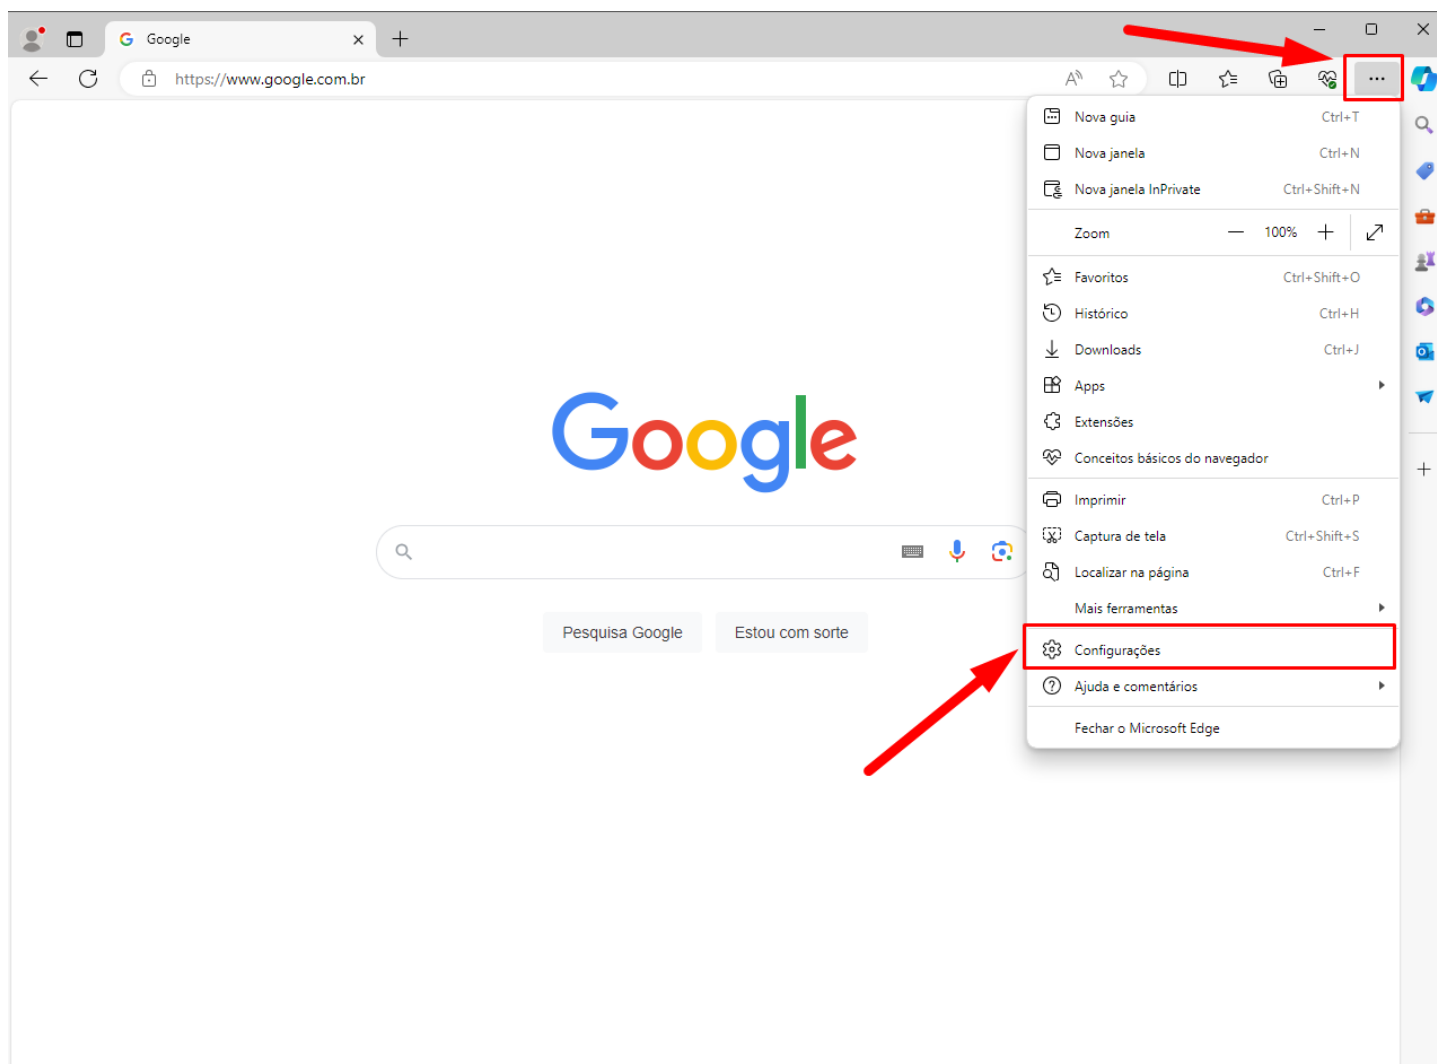 Google
https://www.google.com.br
Nova guia Ctrl+T
Nova janela Ctrl+N
Nova janela InPrivate Ctrl+Shift+N
Zoom 100%
Favoritos Ctrl+Shift+O
Histórico Ctrl+H
Downloads Ctrl+J
Apps
Extensões
Conceitos básicos do navegador
Imprimir Ctrl+P
Captura de tela Ctrl+Shift+S
Localizar na página Ctrl+F
Mais ferramentas
Configurações
Ajuda e comentários
Fechar o Microsoft Edge
Google
Pesquisa Google Estou com sorte